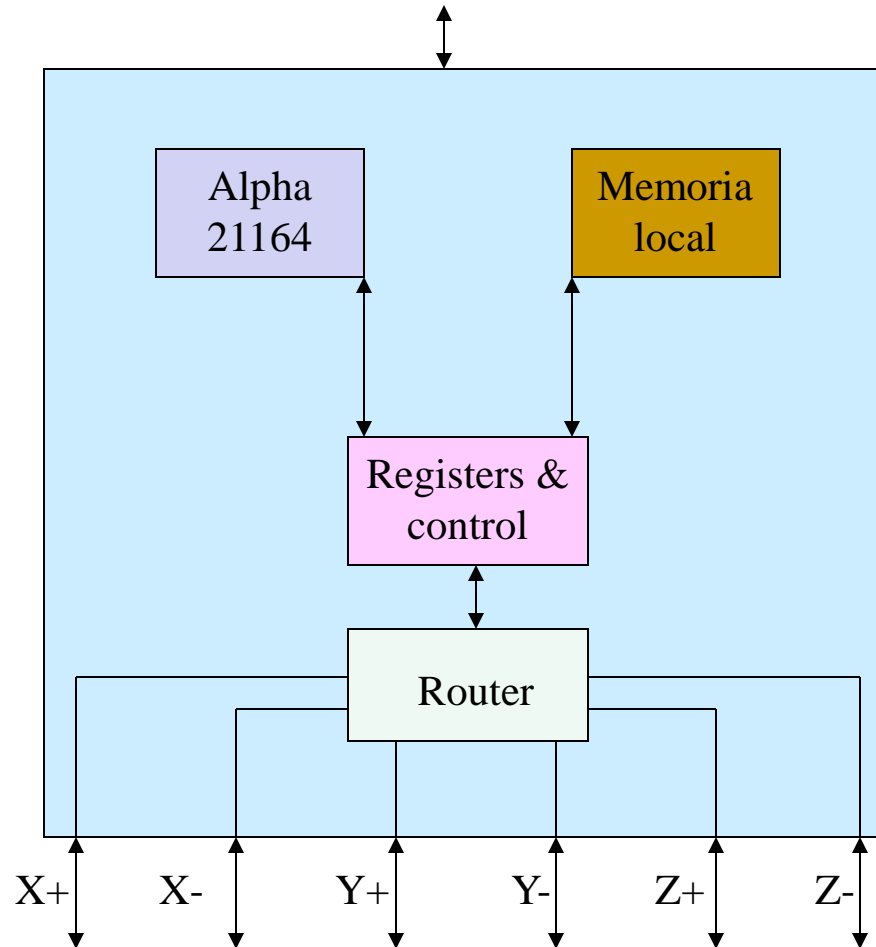 Alpha
21164
Memoria
local
Registers &
control
Router
X+
X-
Y+
Y-
Z+
Z-